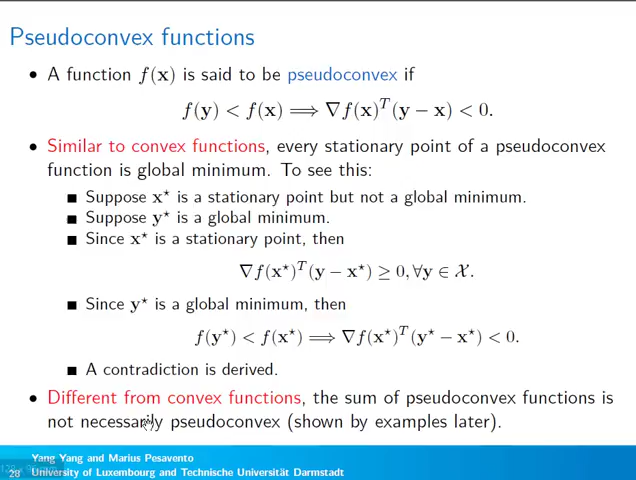 Pseudoconvex functions
• A function f(x) is said to be pseudoconvex if
f(y) < f(x) ⟹ ∇f(x)ᵀ(y − x) < 0.
• Similar to convex functions, every stationary point of a pseudoconvex
function is global minimum. To see this:
■ Suppose x⋆ is a stationary point but not a global minimum.
■ Suppose y⋆ is a global minimum.
■ Since x⋆ is a stationary point, then
∇f(x⋆)ᵀ(y − x⋆) ≥ 0, ∀y ∈ 𝒳.
■ Since y⋆ is a global minimum, then
f(y⋆) < f(x⋆) ⟹ ∇f(x⋆)ᵀ(y⋆ − x⋆) < 0.
■ A contradiction is derived.
• Different from convex functions, the sum of pseudoconvex functions is
not necessarily pseudoconvex (shown by examples later).
Yang Yang and Marius Pesavento
28 University of Luxembourg and Technische Universität Darmstadt